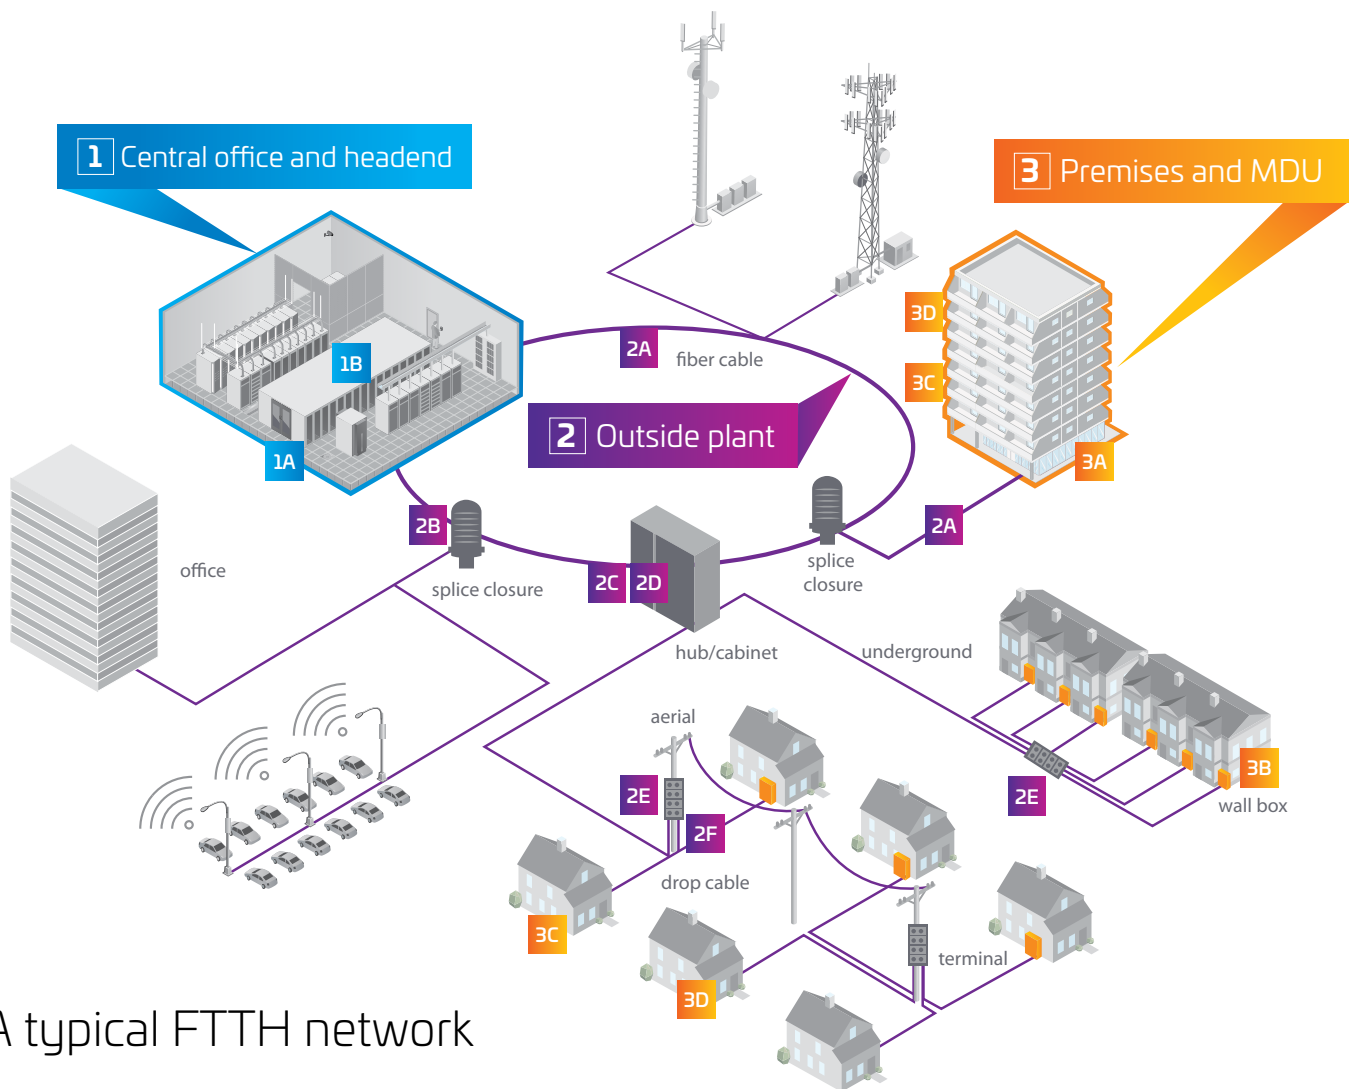 1 Central office and headend
3 Premises and MDU
3D
2A
fiber cable
1B
3C
2 Outside plant
1A
3A
2B
2A
office
splice closure
splice
closure
2C
2D
hub/cabinet
underground
aerial
2E
2F
2E
3B
wall box
drop cable
3C
terminal
3D
A typical FTTH network